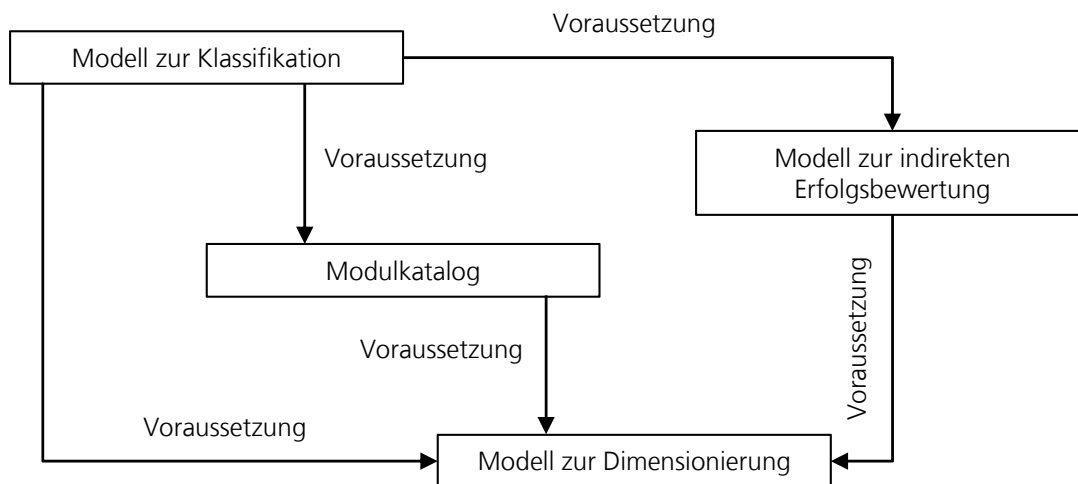 Voraussetzung
Modell zur Klassifikation
Voraussetzung
Modell zur indirekten
Erfolgsbewertung
Modulkatalog
Voraussetzung
Voraussetzung
Voraussetzung
Modell zur Dimensionierung